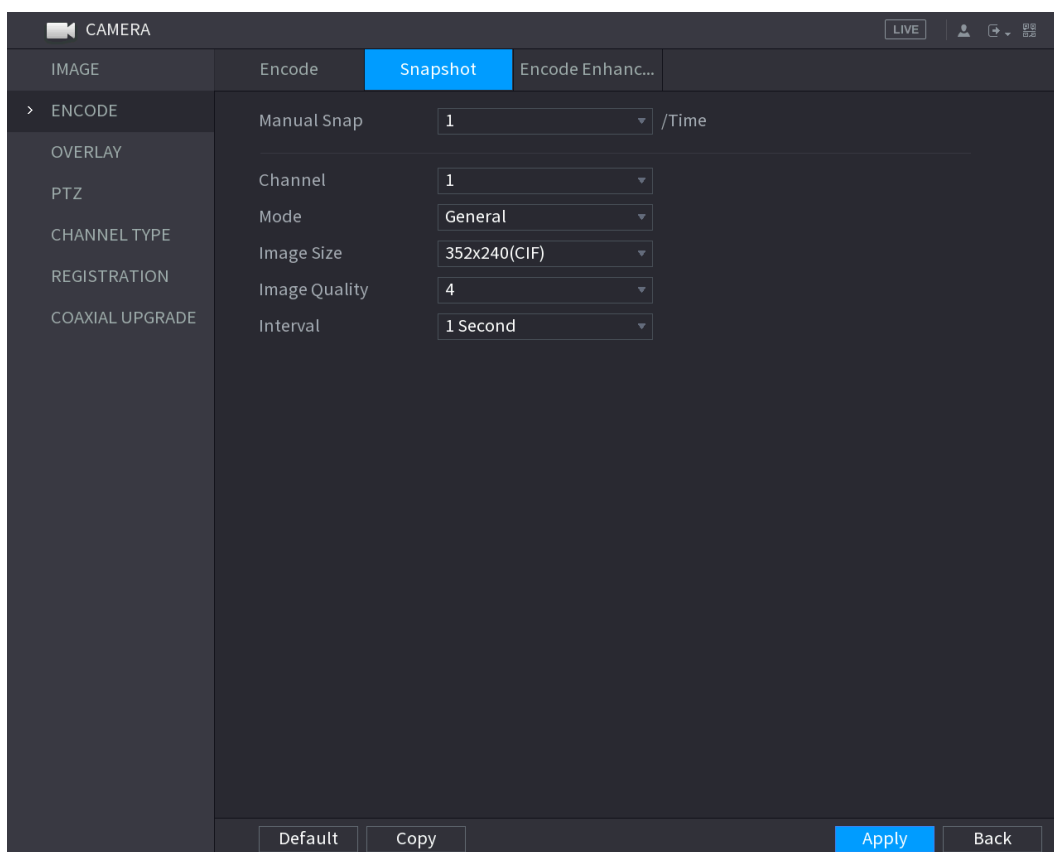 CAMERA LIVE
IMAGE
ENCODE
OVERLAY
PTZ
CHANNEL TYPE
REGISTRATION
COAXIAL UPGRADE
Encode Snapshot Encode Enhanc...
Manual Snap 1 /Time
Channel 1
Mode General
Image Size 352x240(CIF)
Image Quality 4
Interval 1 Second
Default Copy Apply Back